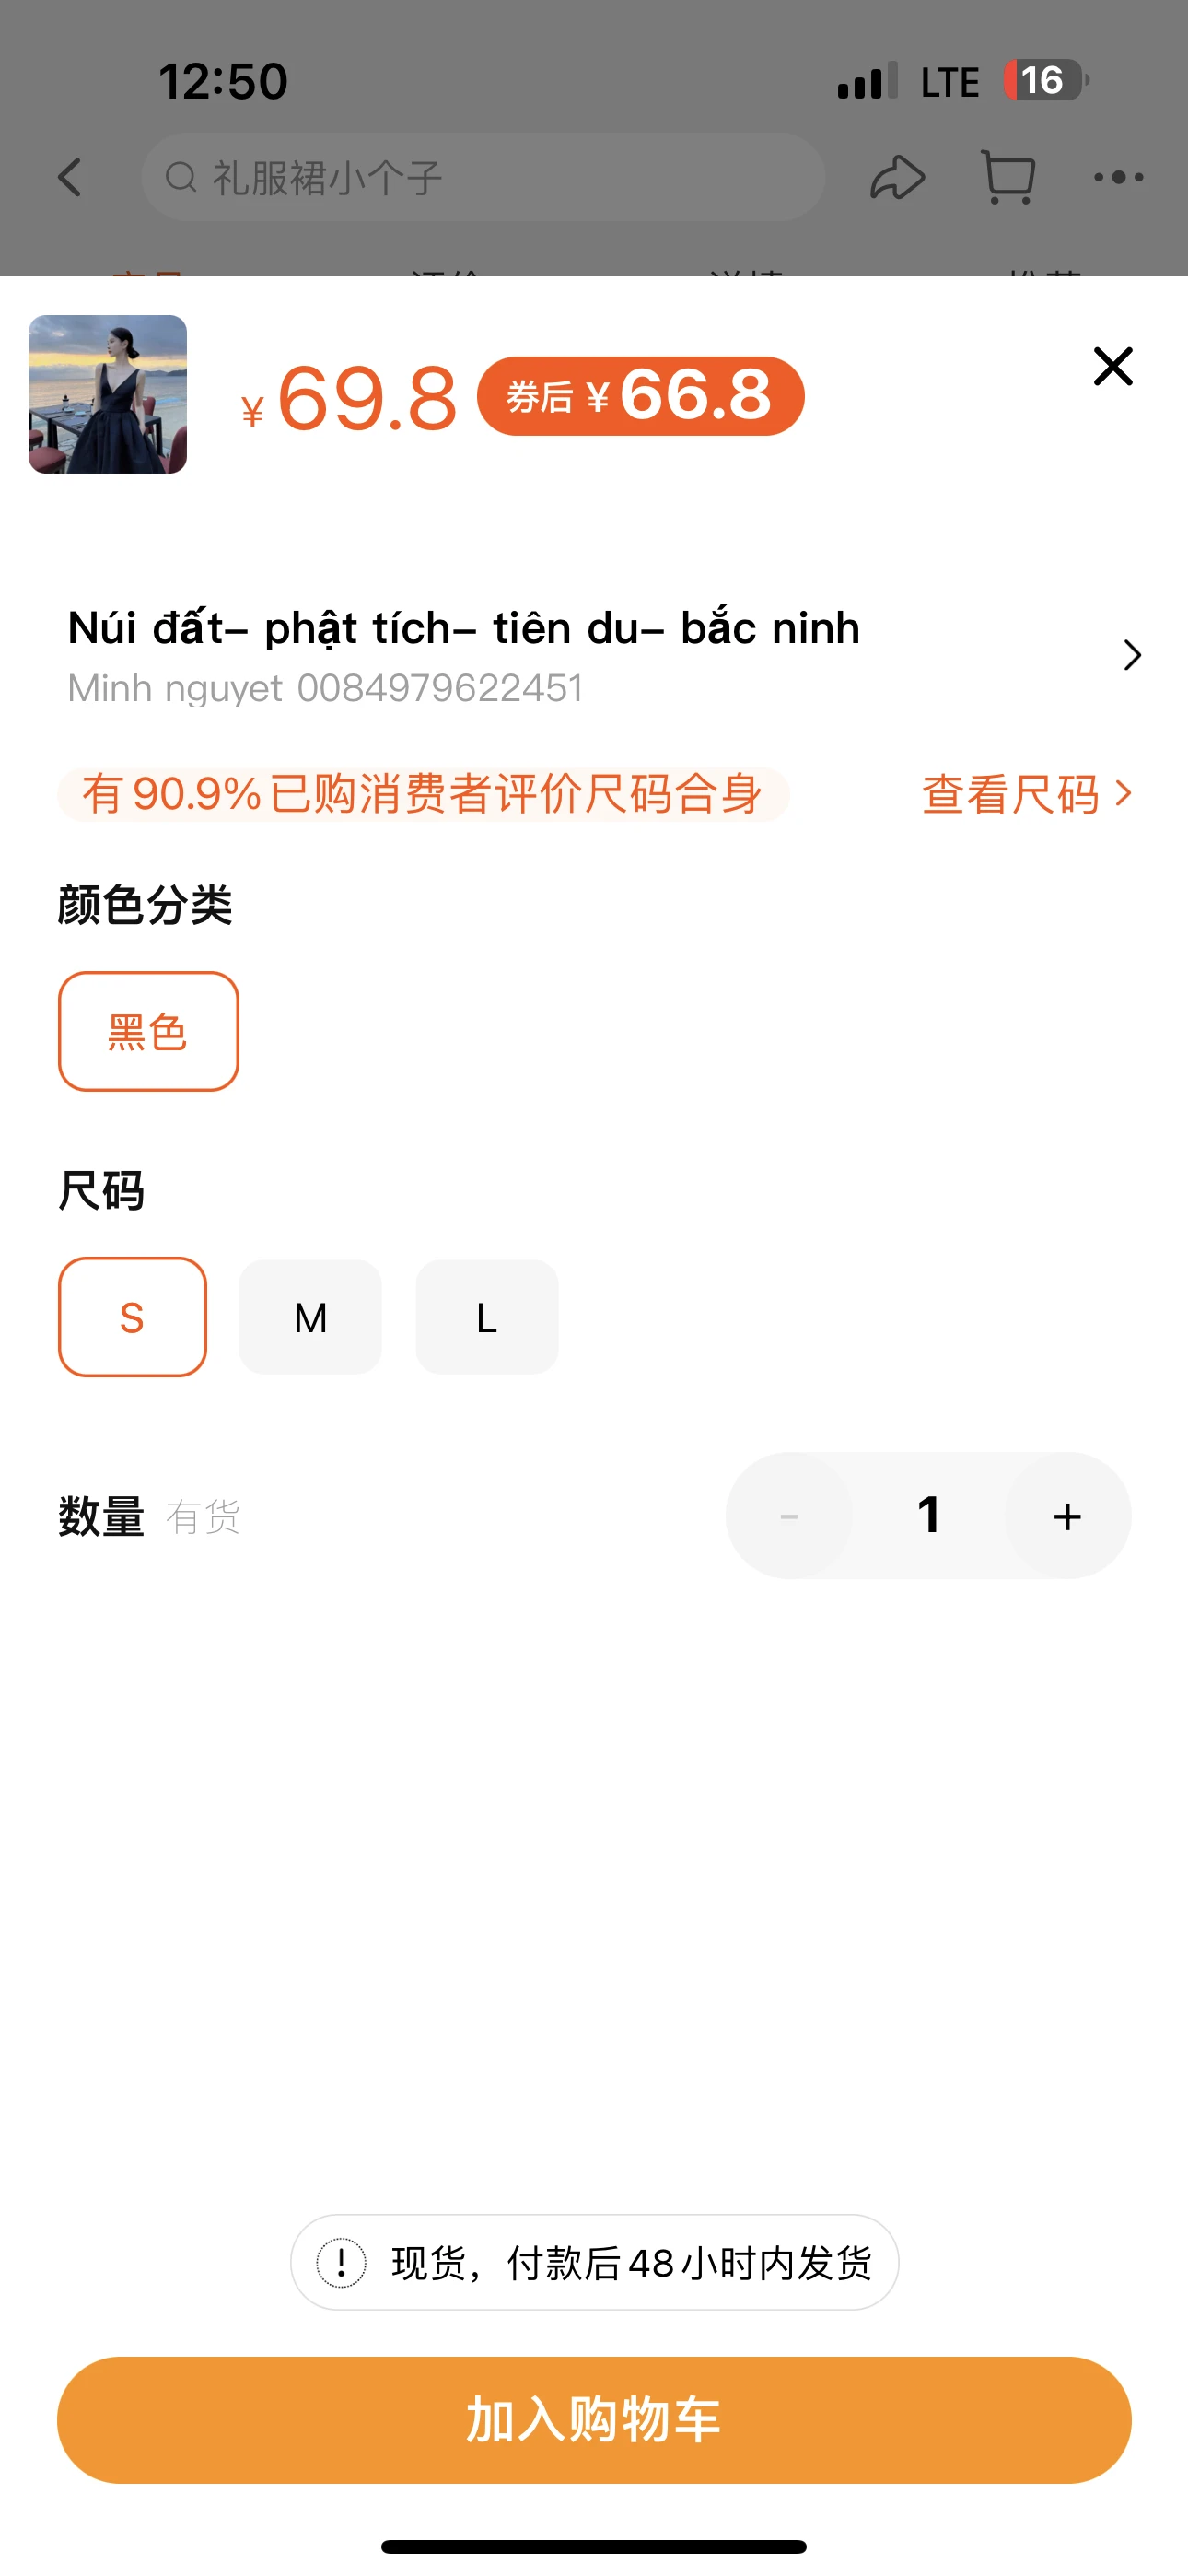 12:50
LTE 16
礼服裙小个子
¥69.8 券后¥66.8
Núi đất– phật tích– tiên du– bắc ninh
Minh nguyet 0084979622451
有90.9%已购消费者评价尺码合身 查看尺码
颜色分类
黑色
尺码
S M L
数量 有货 - 1 +
现货，付款后48小时内发货
加入购物车